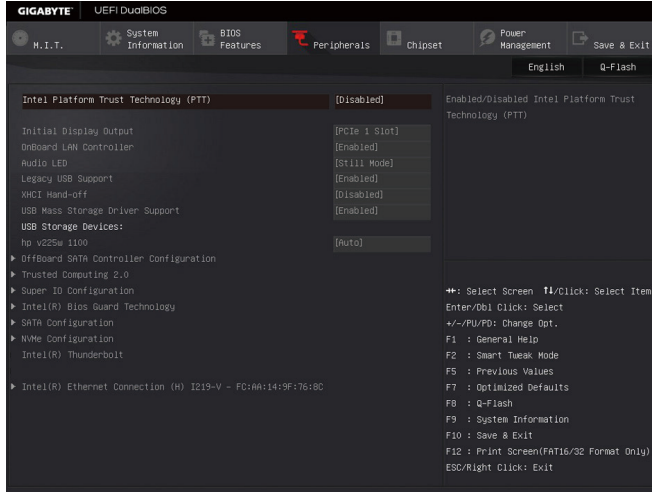 GIGABYTE™ UEFI DualBIOS
M.I.T.
System Information
BIOS Features
Peripherals
Chipset
Power Management
Save & Exit
English
Q-Flash
Intel Platform Trust Technology (PTT) [Disabled]
Initial Display Output [PCIe 1 Slot]
OnBoard LAN Controller [Enabled]
Audio LED [Still Mode]
Legacy USB Support [Enabled]
XHCI Hand-off [Disabled]
USB Mass Storage Driver Support [Enabled]
USB Storage Devices:
hp v225w 1100 [Auto]
OffBoard SATA Controller Configuration
Trusted Computing 2.0
Super IO Configuration
Intel(R) Bios Guard Technology
SATA Configuration
NVMe Configuration
Intel(R) Thunderbolt
Intel(R) Ethernet Connection (H) I219-V - FC:AA:14:9F:76:8C
Enabled/Disabled Intel Platform Trust
Technology (PTT)
→←: Select Screen ↑↓/Click: Select Item
Enter/Dbl Click: Select
+/-/PU/PD: Change Opt.
F1 : General Help
F2 : Smart Tweak Mode
F5 : Previous Values
F7 : Optimized Defaults
F8 : Q-Flash
F9 : System Information
F10 : Save & Exit
F12 : Print Screen(FAT16/32 Format Only)
ESC/Right Click: Exit